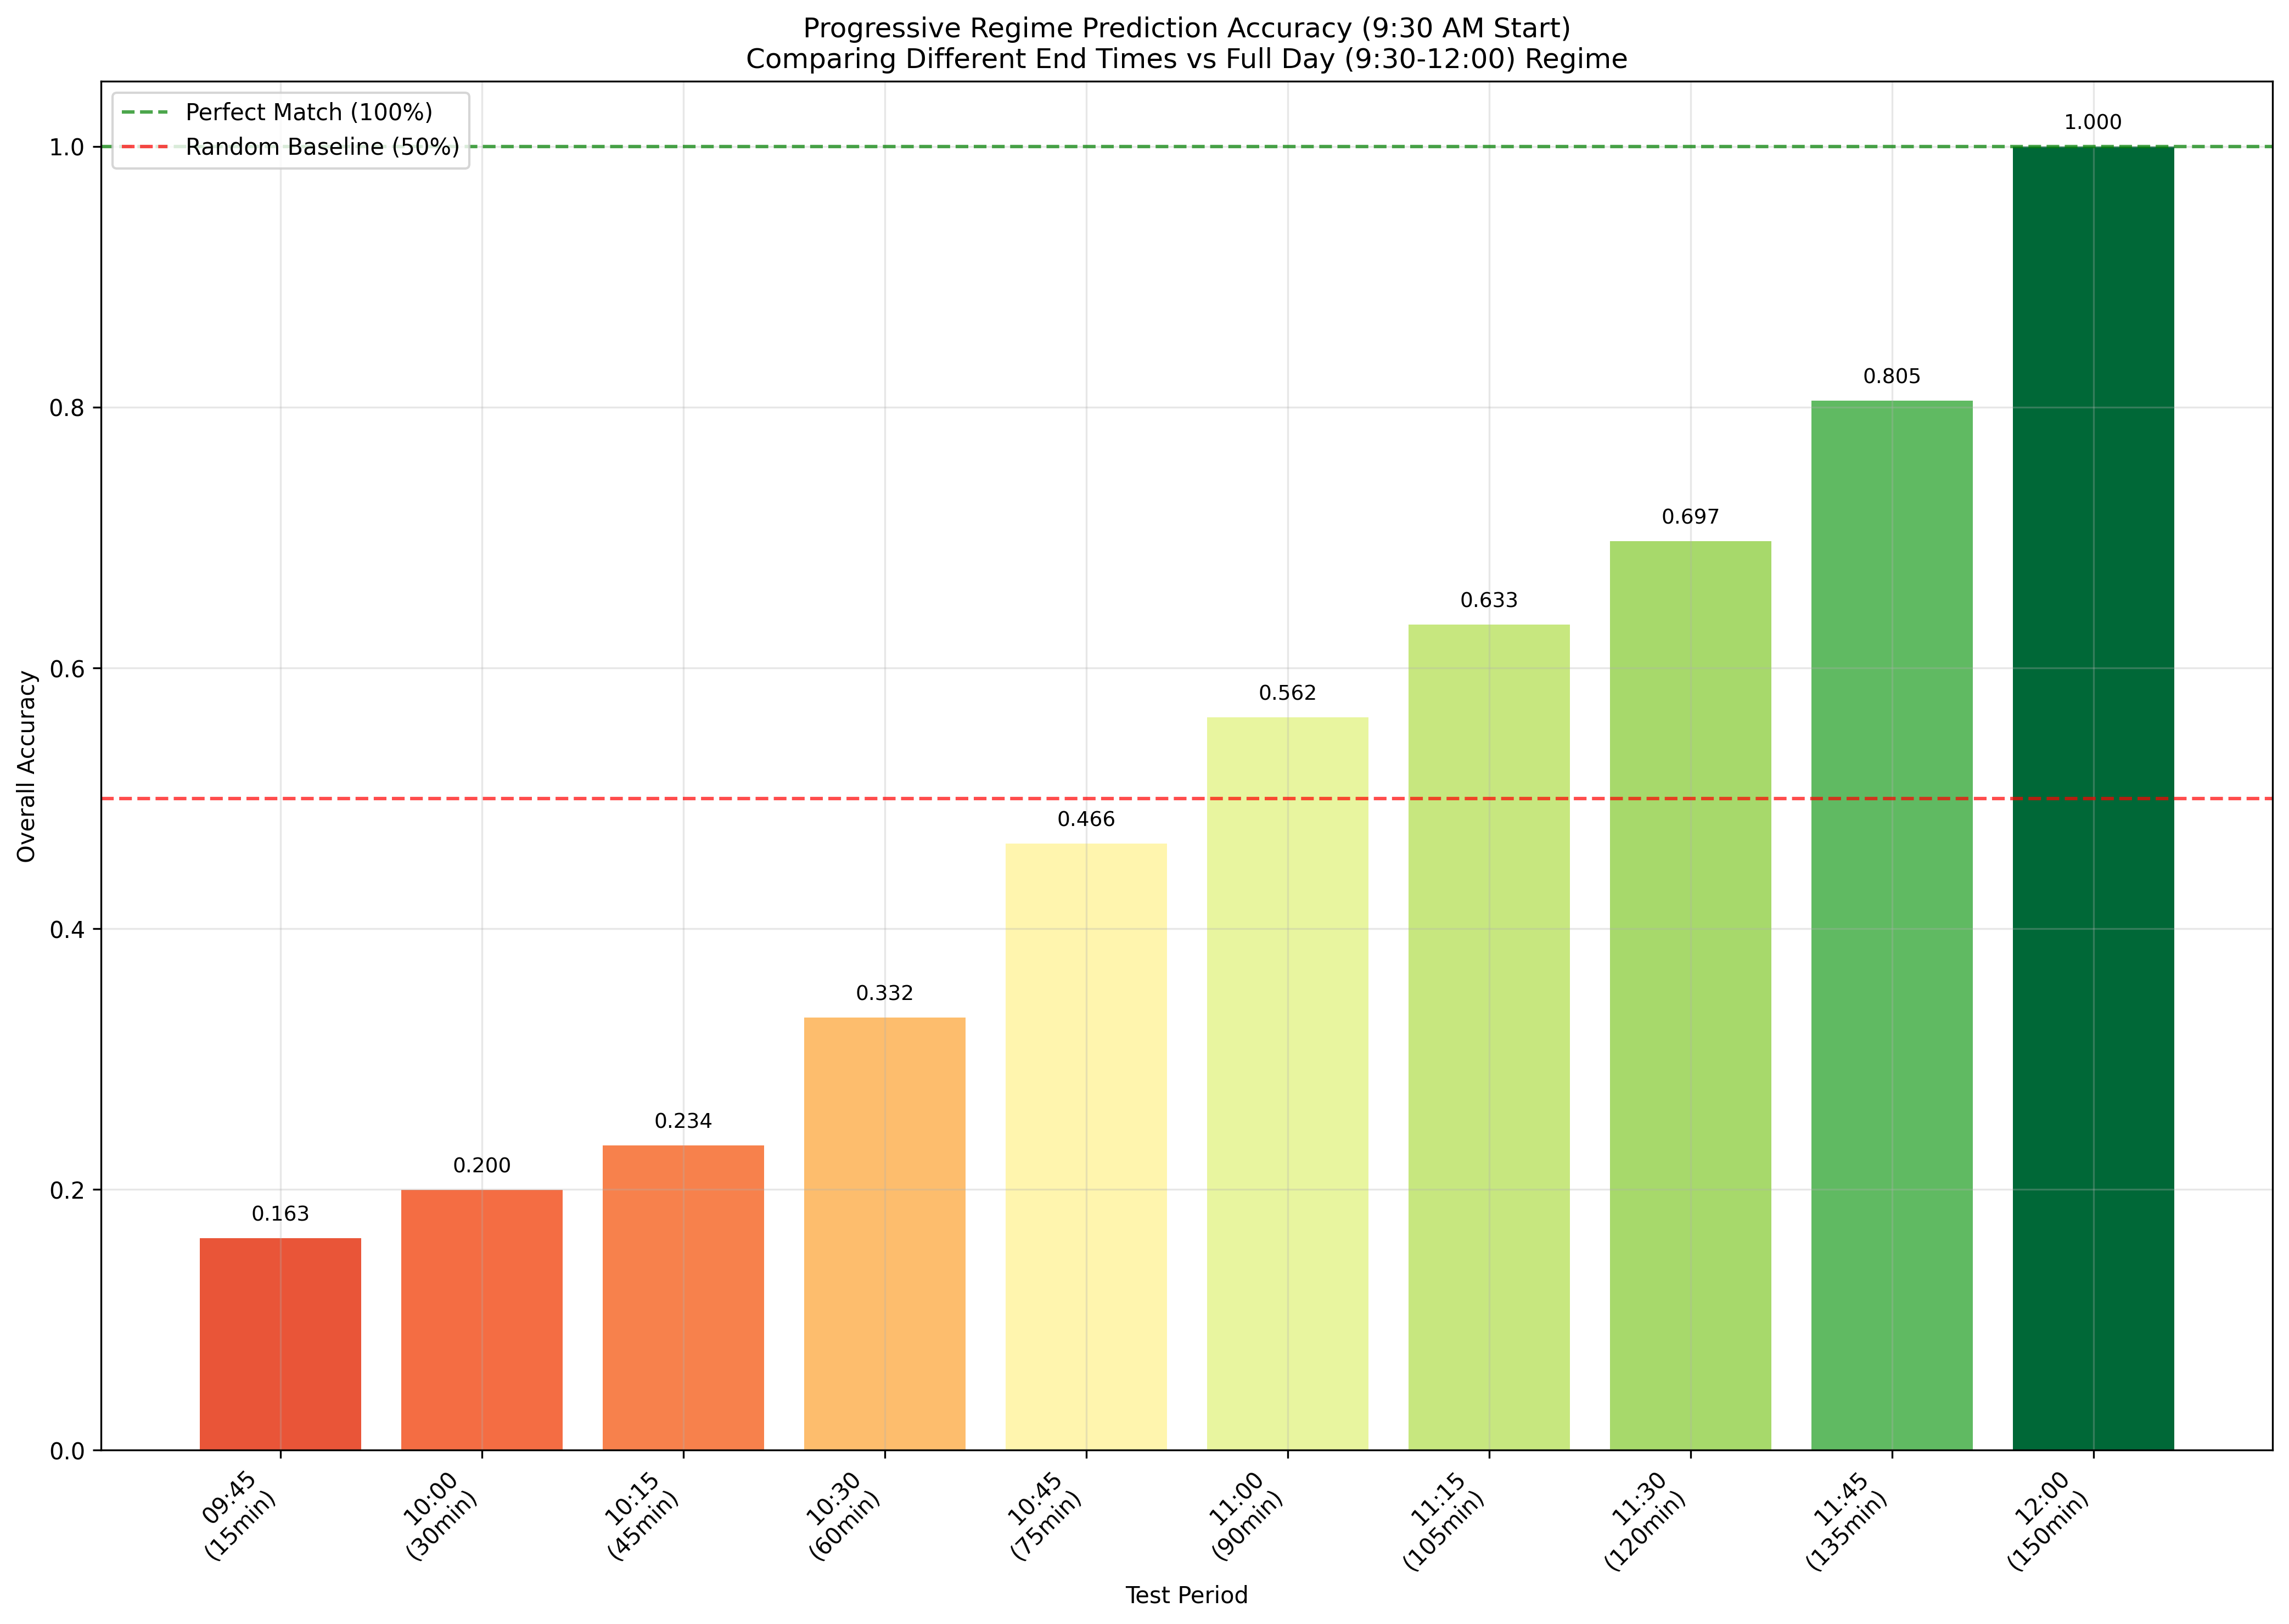 Progressive Regime Prediction Accuracy (9:30 AM Start)
Comparing Different End Times vs Full Day (9:30-12:00) Regime
Perfect Match (100%)
Random Baseline (50%)
Overall Accuracy
1.0
0.8
0.6
0.4
0.2
0.0
0.163
0.200
0.234
0.332
0.466
0.562
0.633
0.697
0.805
1.000
09:45
(15min)
10:00
(30min)
10:15
(45min)
10:30
(60min)
10:45
(75min)
11:00
(90min)
11:15
(105min)
11:30
(120min)
11:45
(135min)
12:00
(150min)
Test Period